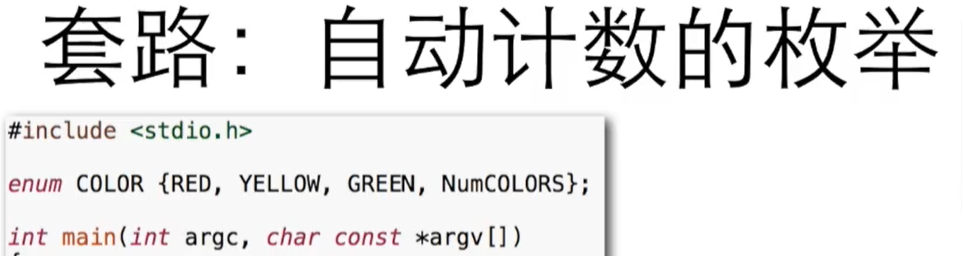 套路：自动计数的枚举
#include <stdio.h>
enum COLOR {RED, YELLOW, GREEN, NumCOLORS};
int main(int argc, char const *argv[])